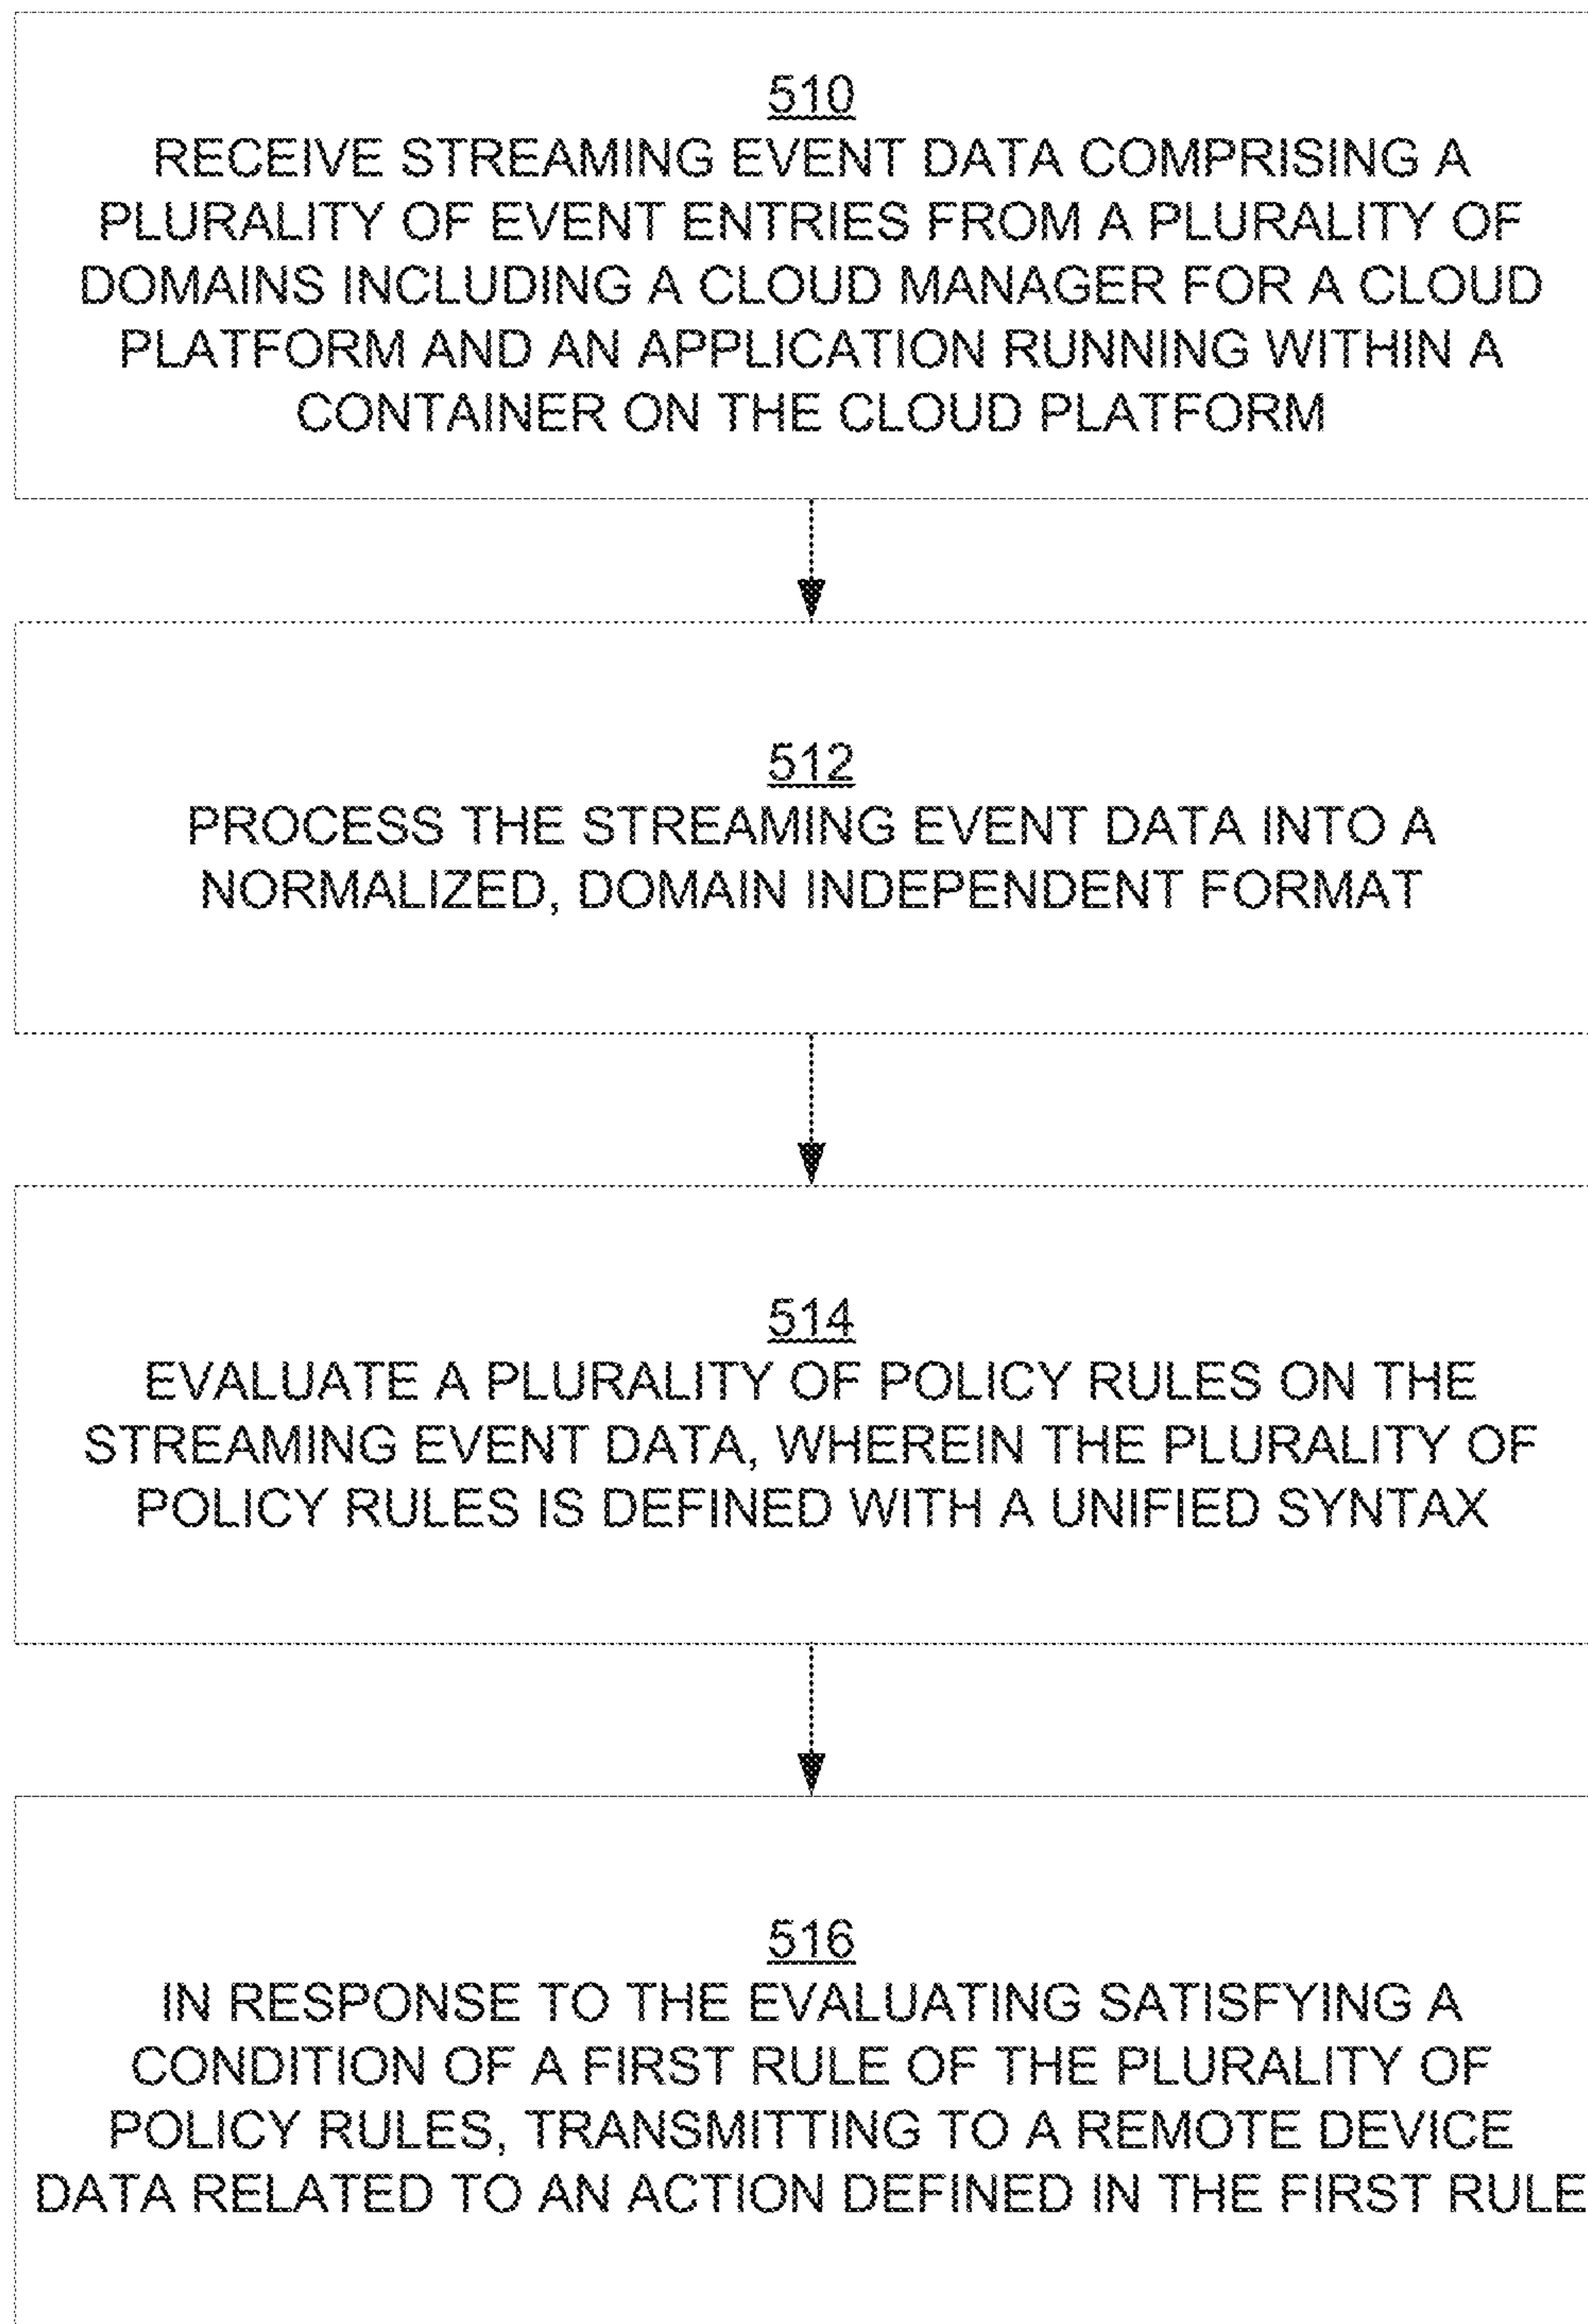 510
RECEIVE STREAMING EVENT DATA COMPRISING A
PLURALITY OF EVENT ENTRIES FROM A PLURALITY OF
DOMAINS INCLUDING A CLOUD MANAGER FOR A CLOUD
PLATFORM AND AN APPLICATION RUNNING WITHIN A
CONTAINER ON THE CLOUD PLATFORM
512
PROCESS THE STREAMING EVENT DATA INTO A
NORMALIZED, DOMAIN INDEPENDENT FORMAT
514
EVALUATE A PLURALITY OF POLICY RULES ON THE
STREAMING EVENT DATA, WHEREIN THE PLURALITY OF
POLICY RULES IS DEFINED WITH A UNIFIED SYNTAX
516
IN RESPONSE TO THE EVALUATING SATISFYING A
CONDITION OF A FIRST RULE OF THE PLURALITY OF
POLICY RULES, TRANSMITTING TO A REMOTE DEVICE
DATA RELATED TO AN ACTION DEFINED IN THE FIRST RULE